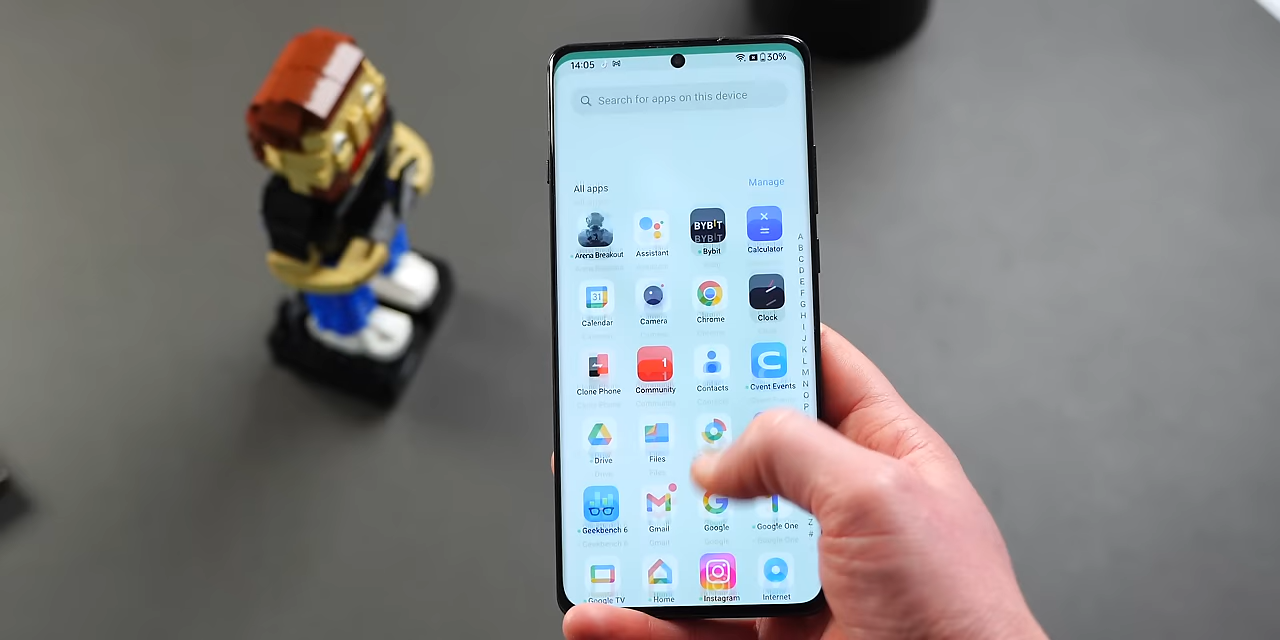 14:05
30%
Search for apps on this device
All apps
Manage
BYBIT
Arena Breakout
Assistant
Bybit
Calculator
31
Calendar
Camera
Chrome
Clock
1
Clone Phone
Community
Contacts
Cvent Events
Drive
Files
Geekbench 6
Gmail
Google
Google One
Google TV
Home
Instagram
Internet
A
B
C
D
E
F
G
H
I
J
K
L
M
N
O
P
Z
#